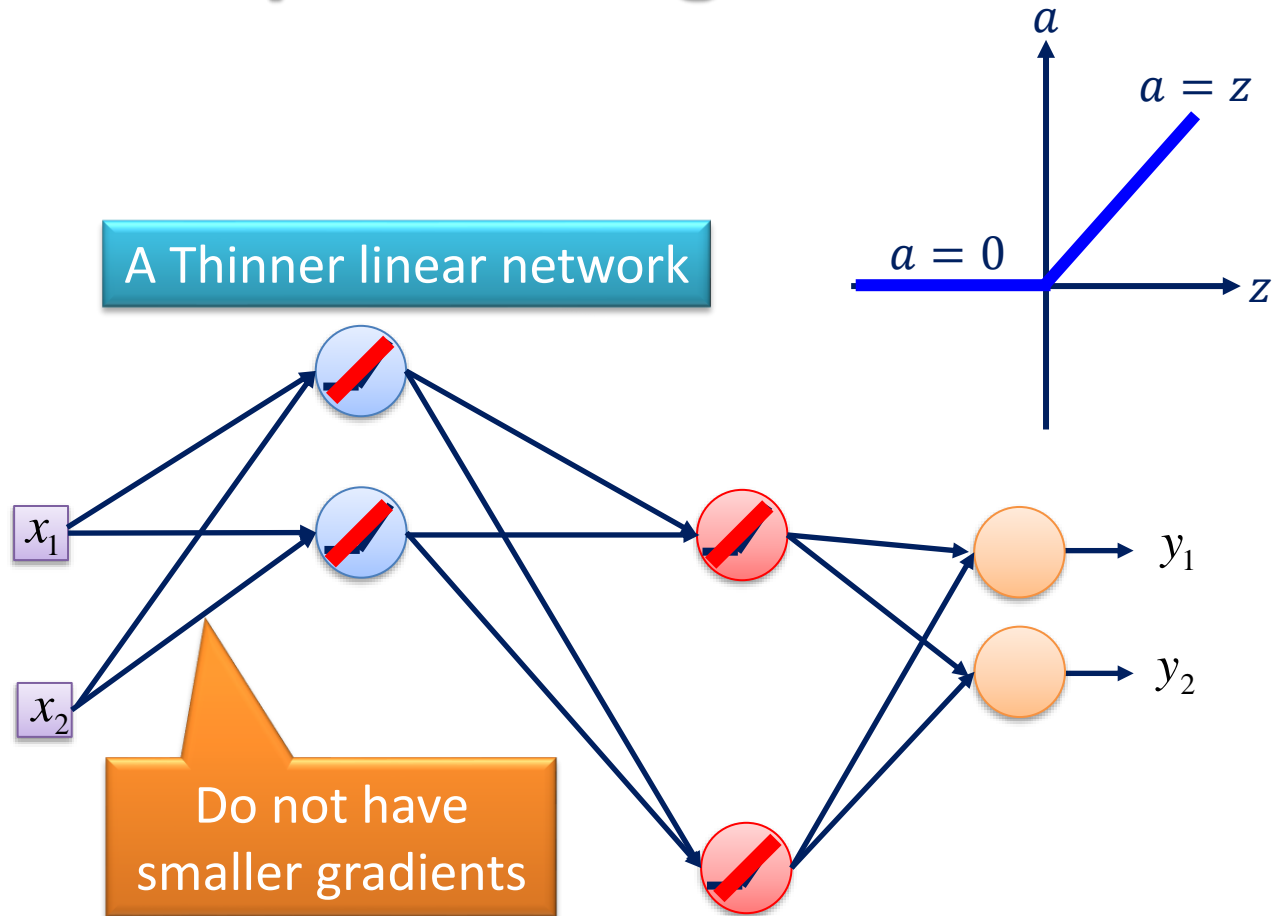 a
a = z
A Thinner linear network
a = 0
z
x₁
y₁
x₂
y₂
Do not have
smaller gradients